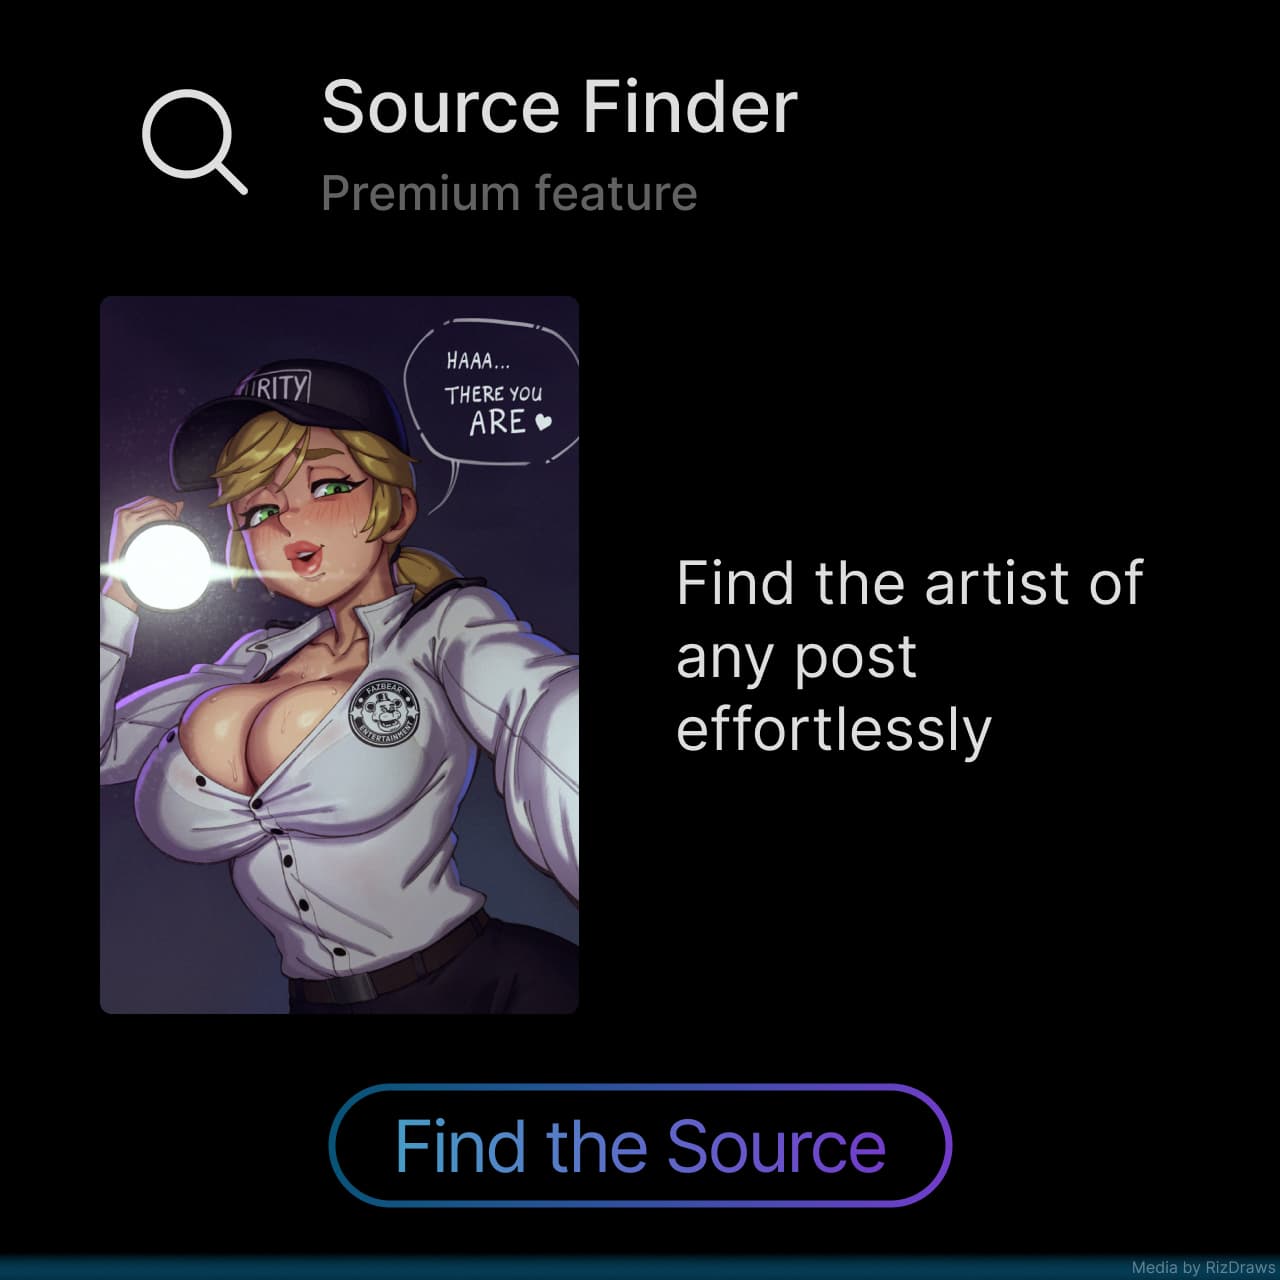 Source Finder
Premium feature
HAAA...
THERE YOU
ARE
URITY
FAZBEAR
ENTERTAINMENT
Find the artist of
any post
effortlessly
Find the Source
Media by RizDraws